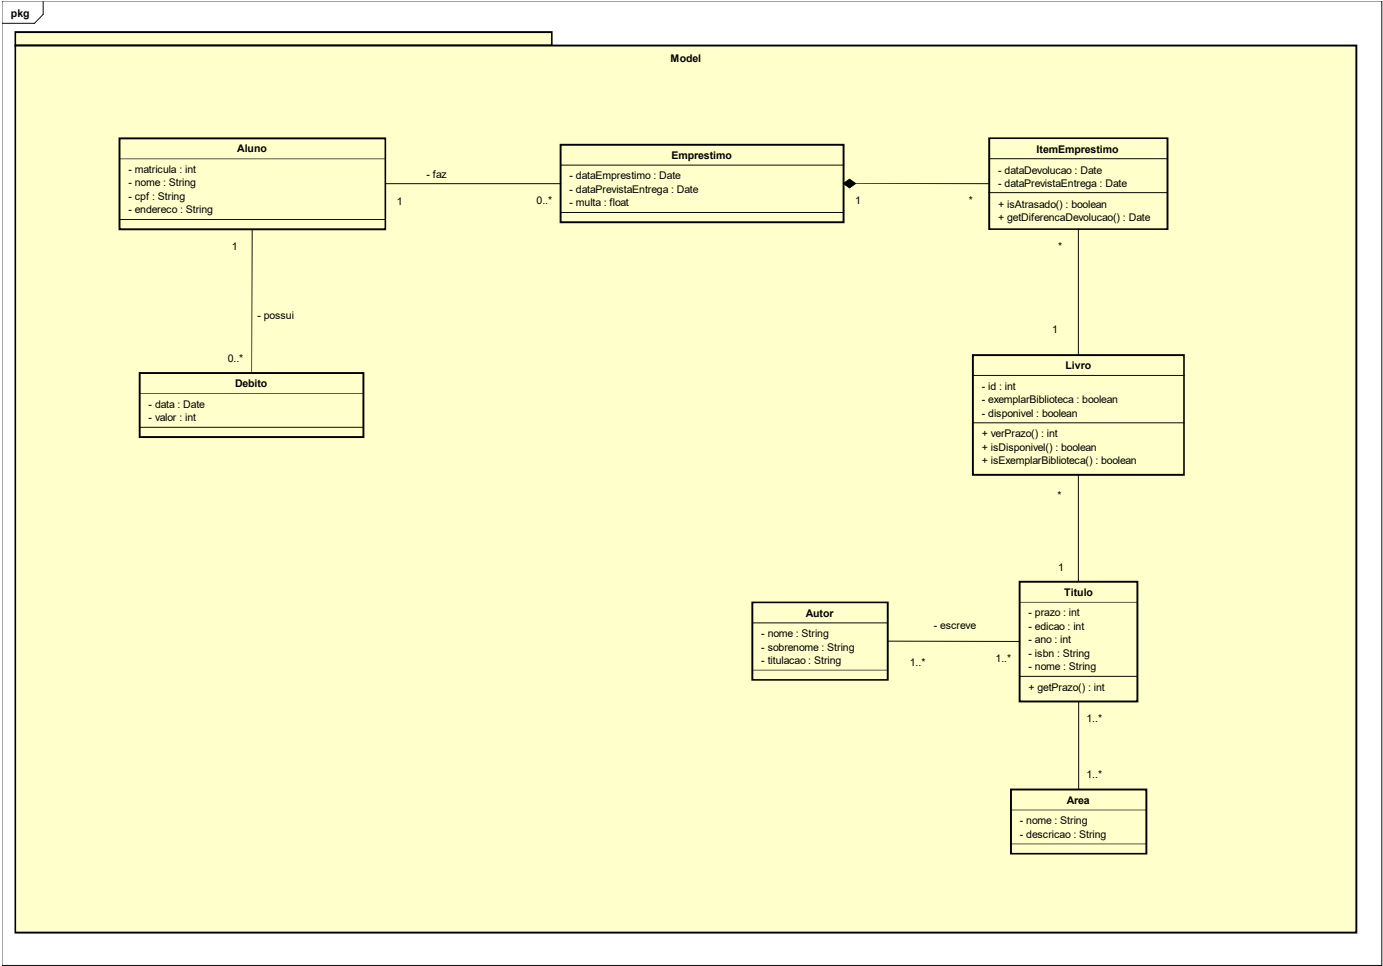 pkg
Model
Aluno
- matricula : int
- nome : String
- cpf : String
- endereco : String
- faz
1
0..*
Emprestimo
- dataEmprestimo : Date
- dataPrevistaEntrega : Date
- multa : float
1
*
ItemEmprestimo
- dataDevolucao : Date
- dataPrevistaEntrega : Date
+ isAtrasado() : boolean
+ getDiferencaDevolucao() : Date
1
- possui
0..*
Debito
- data : Date
- valor : int
*
1
Livro
- id : int
- exemplarBiblioteca : boolean
- disponivel : boolean
+ verPrazo() : int
+ isDisponivel() : boolean
+ isExemplarBiblioteca() : boolean
*
1
Autor
- nome : String
- sobrenome : String
- titulacao : String
- escreve
1..*
1..*
Titulo
- prazo : int
- edicao : int
- ano : int
- isbn : String
- nome : String
+ getPrazo() : int
1..*
1..*
Area
- nome : String
- descricao : String